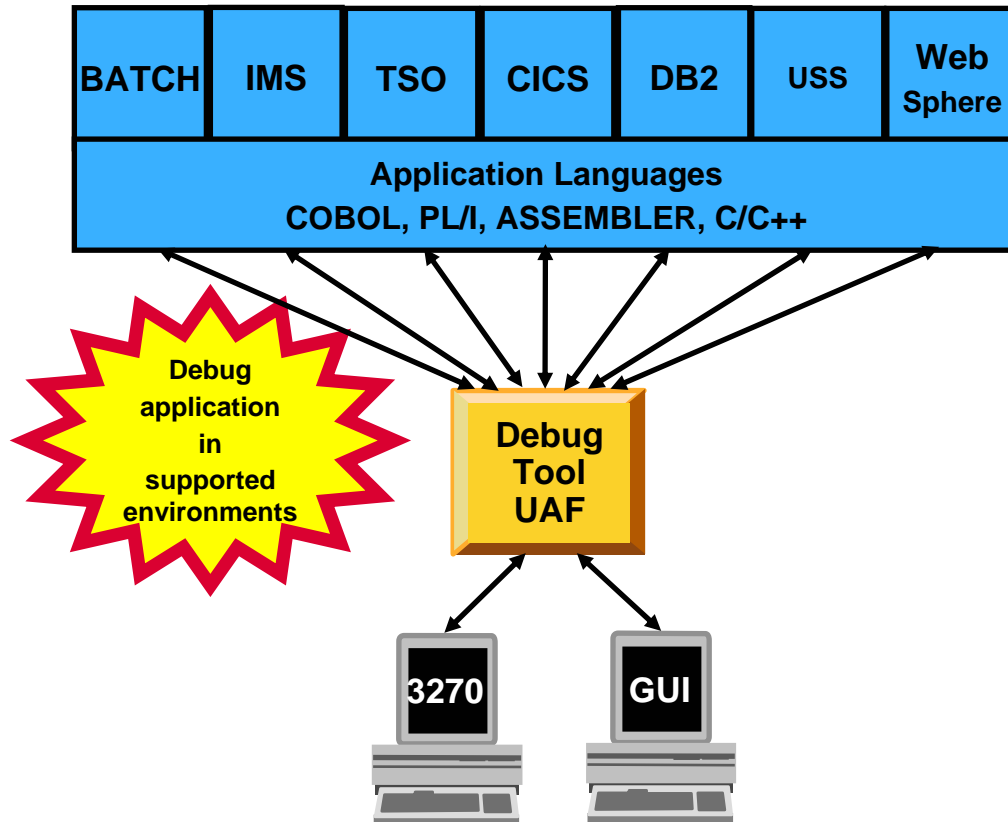 BATCH
IMS
TSO
CICS
DB2
USS
Web
Sphere
Application Languages
COBOL, PL/I, ASSEMBLER, C/C++
Debug
application
in
supported
environments
Debug
Tool
UAF
3270
GUI